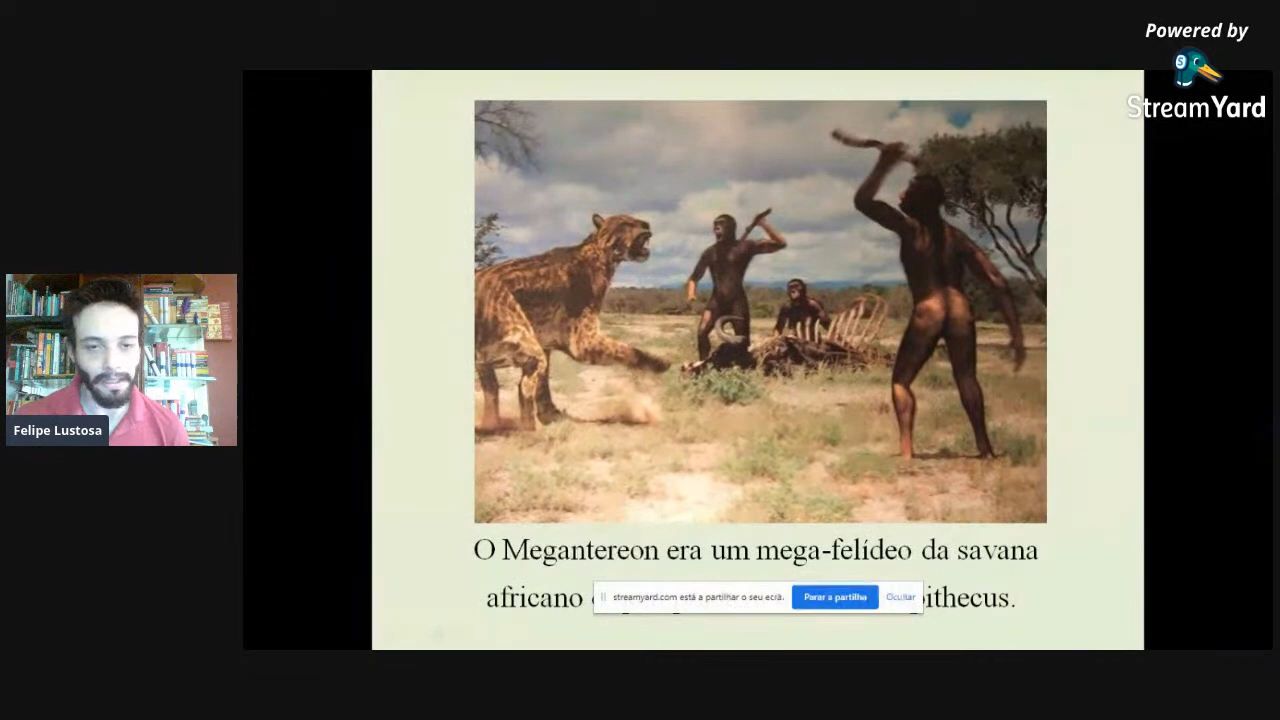 Powered by
StreamYard
Felipe Lustosa
O Megantereon era um mega-felídeo da savana
africano
streamyard.com está a partilhar o seu ecrã.
Parar a partilha
Ocultar
pithecus.